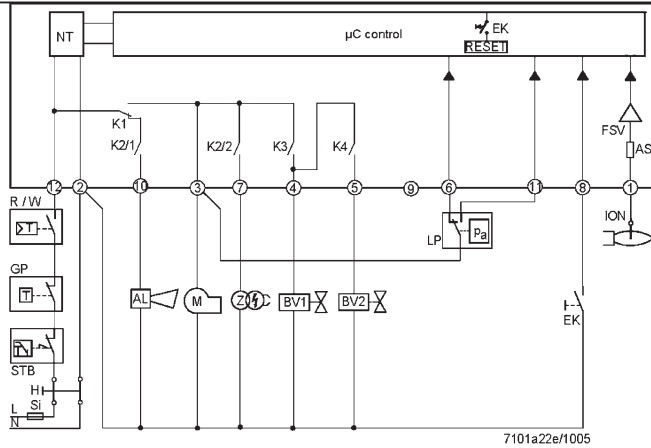 NT
µC control
EK
RESET
FSV
AS
K1
K2/1
K2/2
K3
K4
12
2
10
3
7
4
5
9
6
11
8
1
R / W
T
GP
T
STB
H
Si
L
N
AL
M
Z
BV1
BV2
LP
pa
ION
EK
7101a22e/1005